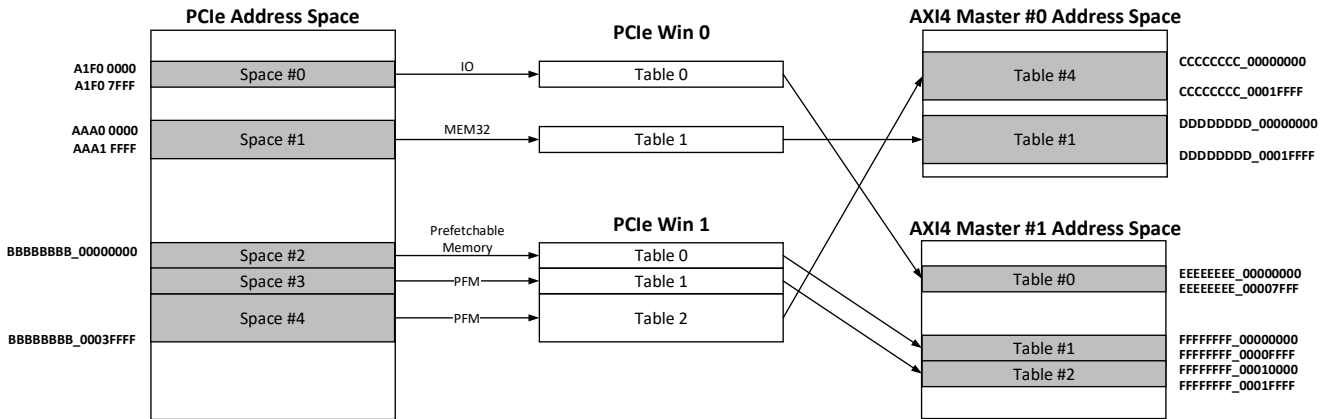 PCIe Address Space
PCIe Win 0
AXI4 Master #0 Address Space
A1F0 0000
A1F0 7FFF
Space #0
IO
Table 0
Table #4
CCCCCCCC_00000000
CCCCCCCC_0001FFFF
AAA0 0000
AAA1 FFFF
Space #1
MEM32
Table 1
Table #1
DDDDDDDD_00000000
DDDDDDDD_0001FFFF
PCIe Win 1
AXI4 Master #1 Address Space
BBBBBBBB_00000000
Space #2
Prefetchable
Memory
Table 0
Space #3
PFM
Table 1
Space #4
PFM
Table 2
BBBBBBBB_0003FFFF
Table #0
EEEEEEEE_00000000
EEEEEEEE_00007FFF
Table #1
FFFFFFFF_00000000
FFFFFFFF_0000FFFF
Table #2
FFFFFFFF_00010000
FFFFFFFF_0001FFFF